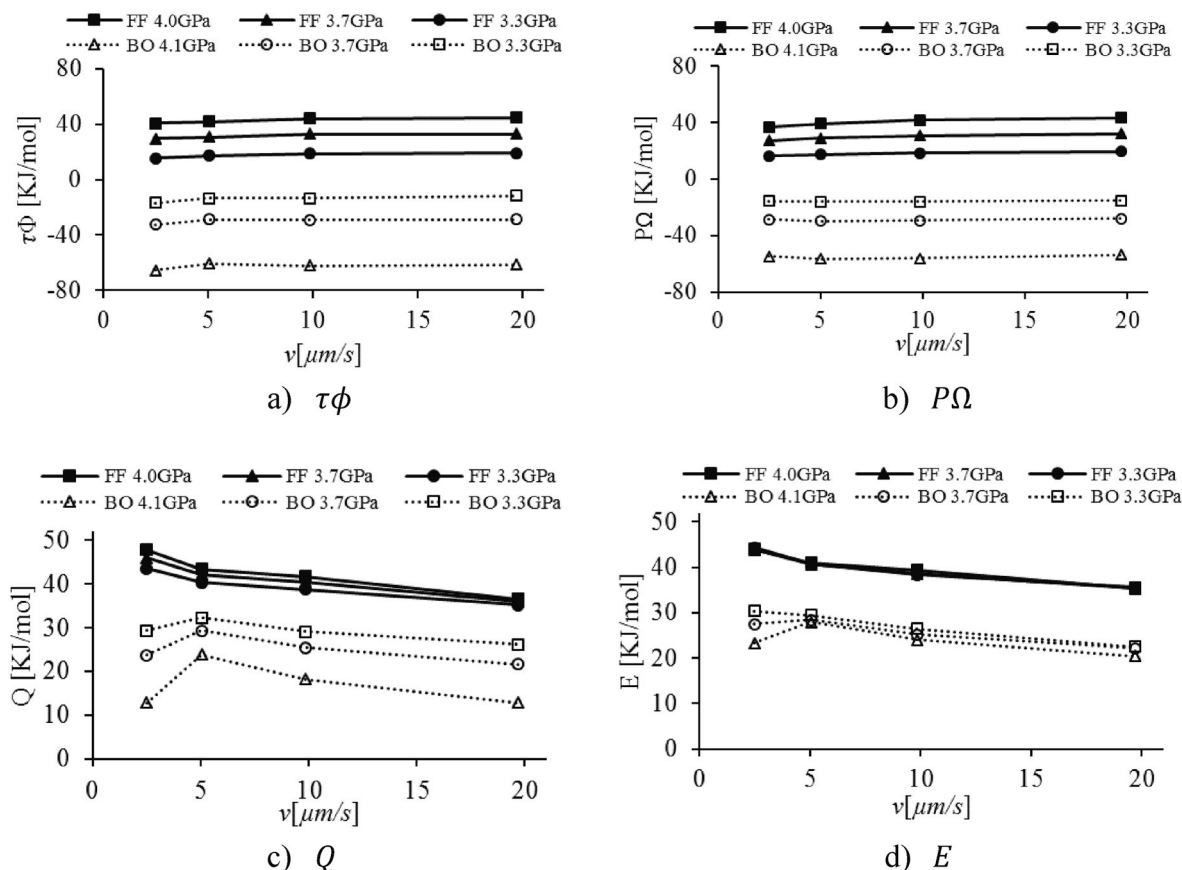 FF 4.0GPa FF 3.7GPa FF 3.3GPa
BO 4.1GPa BO 3.7GPa BO 3.3GPa
80
40
0
-40
-80
τΦ [KJ/mol]
0 5 10 15 20
v[μm/s]
a) τϕ
FF 4.0GPa FF 3.7GPa FF 3.3GPa
BO 4.1GPa BO 3.7GPa BO 3.3GPa
80
40
0
-40
-80
PΩ [KJ/mol]
0 5 10 15 20
v[μm/s]
b) PΩ
FF 4.0GPa FF 3.7GPa FF 3.3GPa
BO 4.1GPa BO 3.7GPa BO 3.3GPa
50
40
30
20
10
0
Q [KJ/mol]
0 5 10 15 20
v[μm/s]
c) Q
FF 4.0GPa FF 3.7GPa FF 3.3GPa
BO 4.1GPa BO 3.7GPa BO 3.3GPa
50
40
30
20
10
0
E [KJ/mol]
0 5 10 15 20
v[μm/s]
d) E